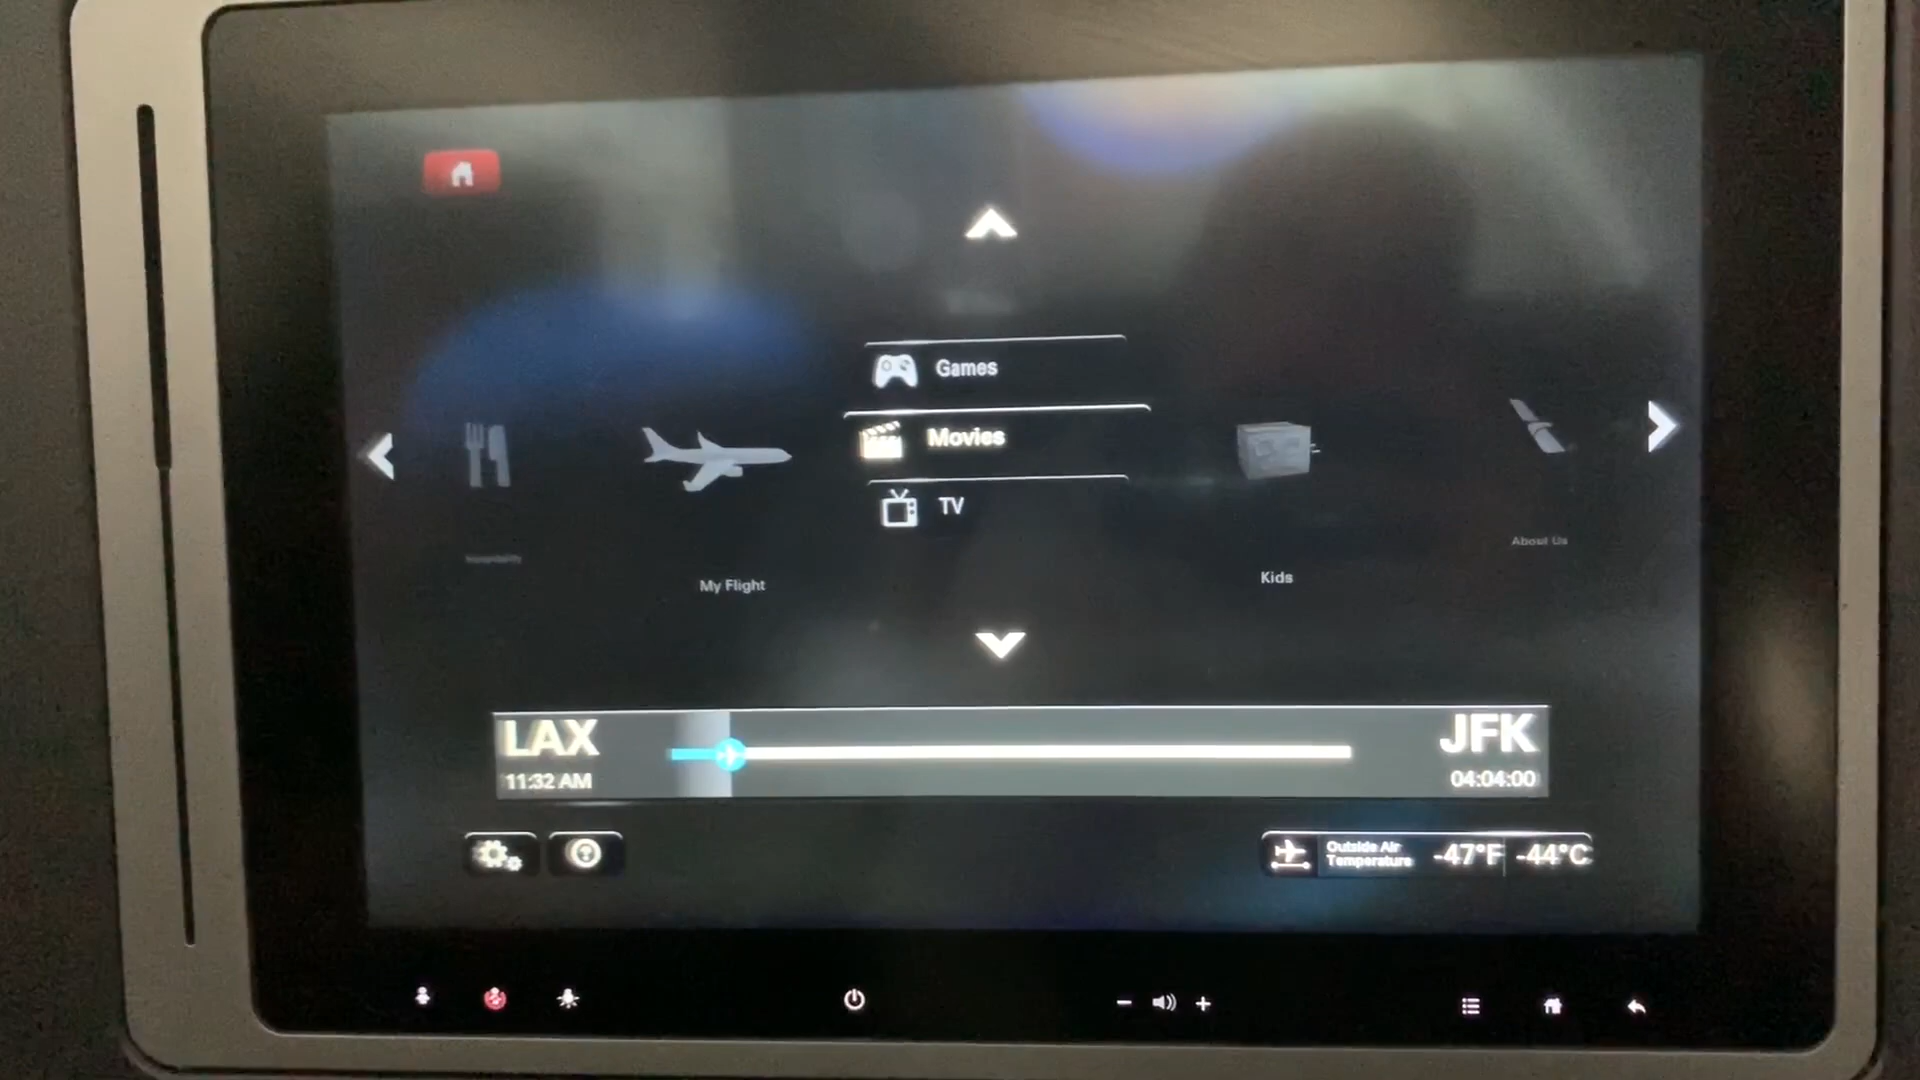 Games
Movies
TV
My Flight
Kids
About Us
LAX
11:32 AM
JFK
04:04:00
Outside Air
Temperature
-47°F
-44°C